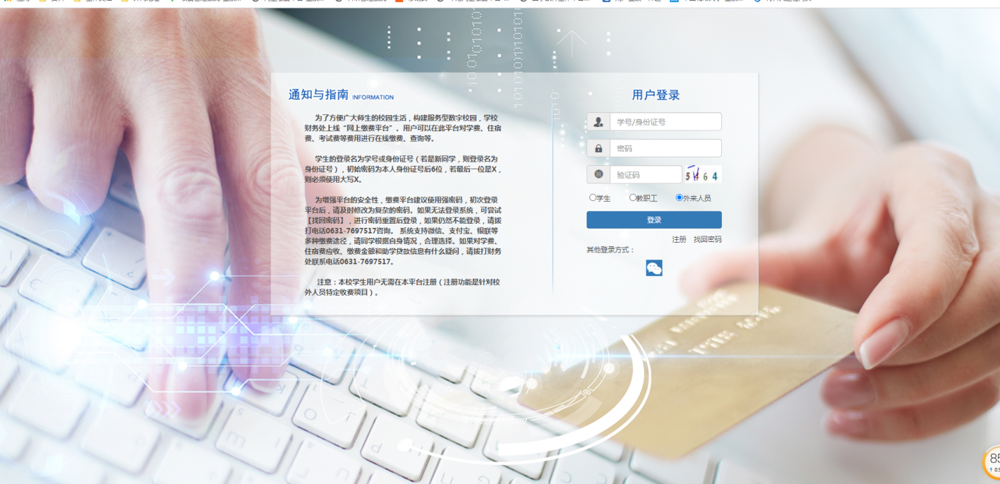 通知与指南 INFORMATION
为了方便广大师生的校园生活，构建服务型数字校园，学校
财务处上线“网上缴费平台”。用户可以在此平台对学费、住宿
费、考试费等费用进行在线缴费、查询等。
学生的登录名为学号或身份证号（若是新同学，则登录名为
身份证号），初始密码为本人身份证号后6位，若最后一位是X，
则必须使用大写X。
为增强平台的安全性，缴费平台建议使用强密码，初次登录
平台后，请及时修改为复杂的密码。如果无法登录系统，可尝试
【找回密码】，进行密码重置后登录，如果仍然不能登录，请拨
打电话0631-7697517咨询。 系统支持微信、支付宝、银联等
多种缴费途径，请同学根据自身情况，合理选择。如果对学费、
住宿费应收、缴费金额和助学贷款信息有什么疑问，请拨打财务
处联系电话0631-7697517。
注意：本校学生用户无需在本平台注册（注册功能是针对校
外人员特定收费项目）。
用户登录
学号/身份证号
密码
验证码
5464
学生 教职工 外来人员
登录
注册 找回密码
其他登录方式：
85